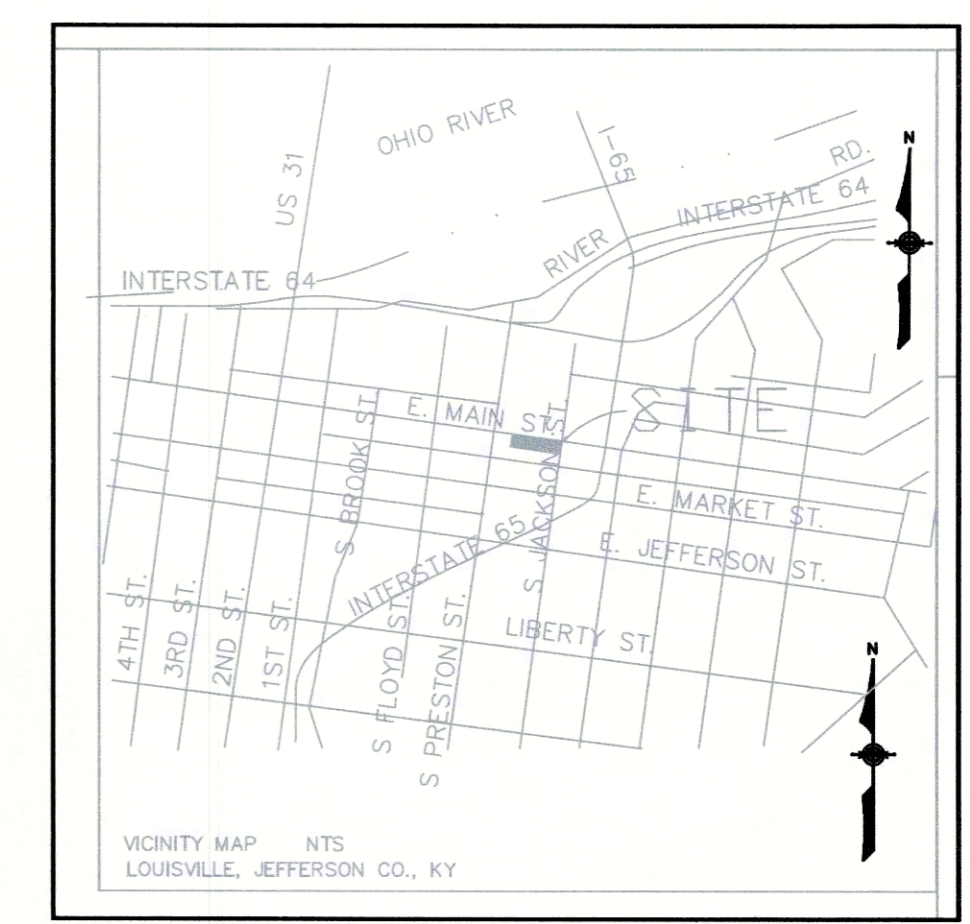 OHIO RIVER
I-65
US 31
RD.
N
INTERSTATE 64
RIVER
INTERSTATE 64
E. MAIN ST.
SITE
S BROOK ST.
S JACKSON ST.
E. MARKET ST.
INTERSTATE 65
E. JEFFERSON ST.
4TH ST.
3RD ST.
2ND ST.
1ST ST.
S FLOYD ST.
S PRESTON ST.
LIBERTY ST.
N
VICINITY MAP NTS
LOUISVILLE, JEFFERSON CO., KY